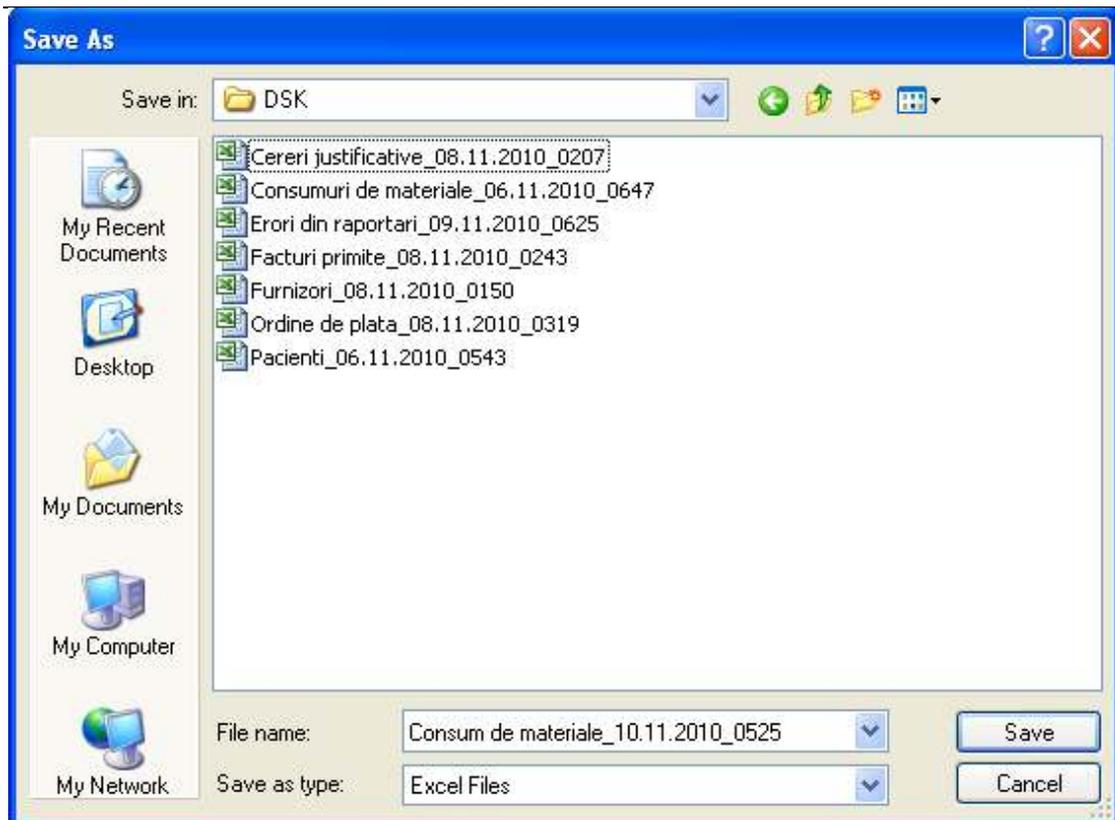 Save As
Save in: DSK
Cereri justificative_08.11.2010_0207
Consumuri de materiale_06.11.2010_0647
Erori din raportari_09.11.2010_0625
Facturi primite_08.11.2010_0243
Furnizori_08.11.2010_0150
Ordine de plata_08.11.2010_0319
Pacienti_06.11.2010_0543
My Recent
Documents
Desktop
My Documents
My Computer
My Network
File name: Consum de materiale_10.11.2010_0525 Save
Save as type: Excel Files Cancel